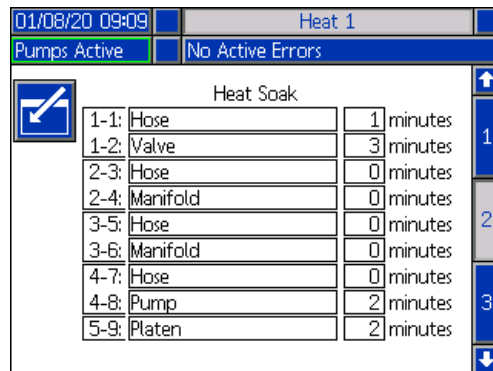 01/08/20 09:09 Heat 1
Pumps Active No Active Errors
Heat Soak
1-1: Hose 1 minutes
1-2: Valve 3 minutes
2-3: Hose 0 minutes
2-4: Manifold 0 minutes
3-5: Hose 0 minutes
3-6: Manifold 0 minutes
4-7: Hose 0 minutes
4-8: Pump 2 minutes
5-9: Platen 2 minutes
1
2
3